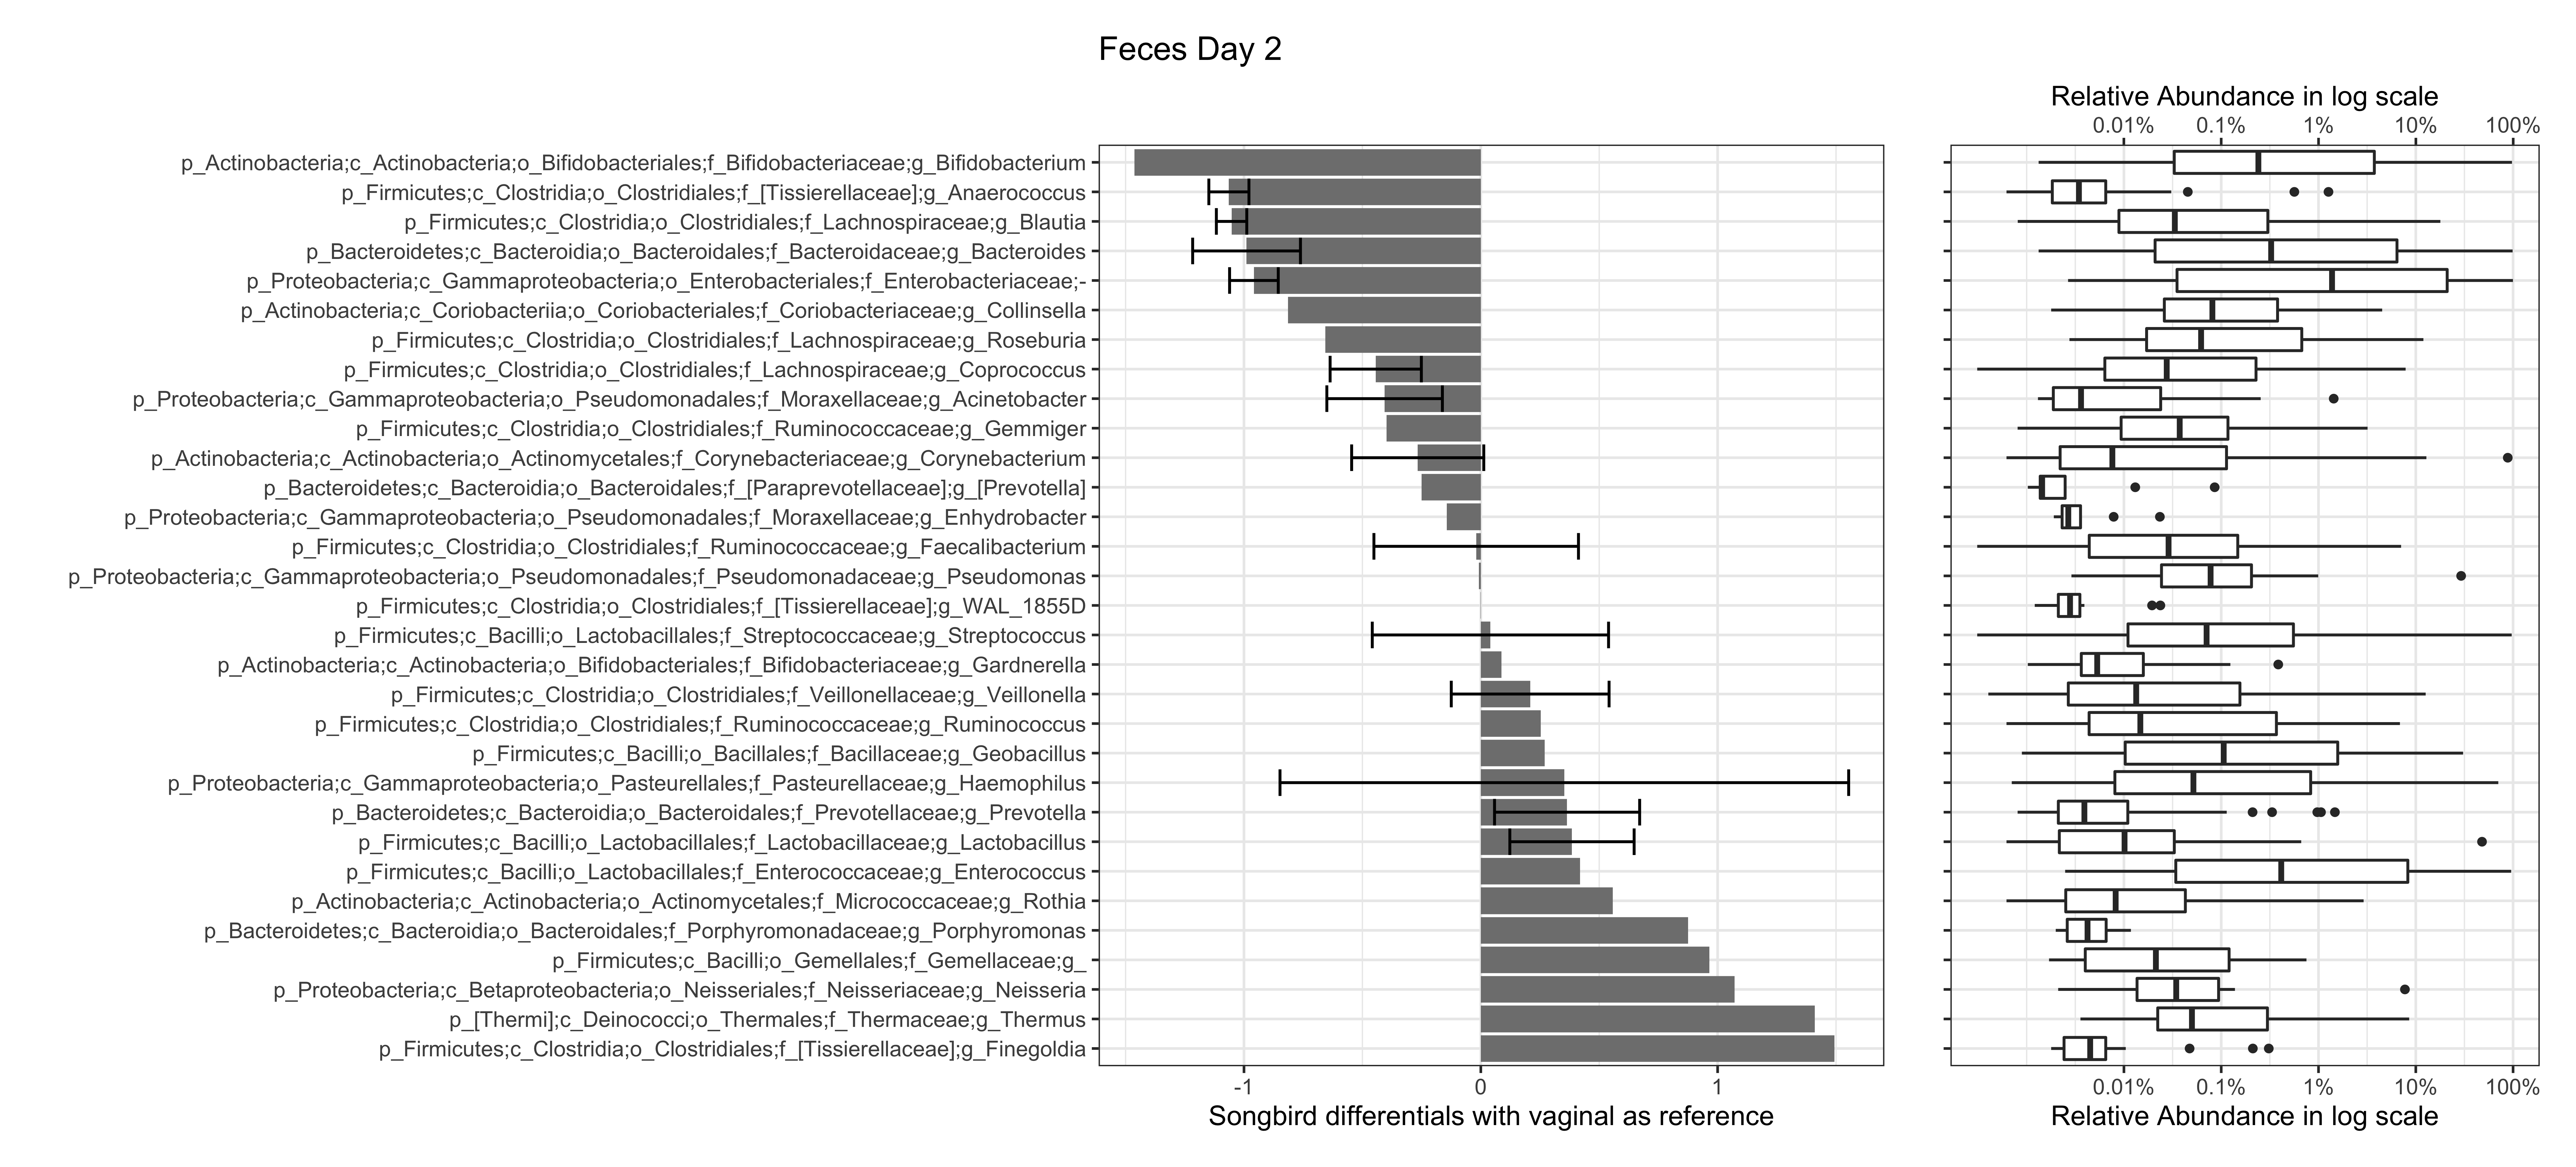 Feces Day 2
Relative Abundance in log scale
0.01% 0.1% 1% 10% 100%
p_Actinobacteria;c_Actinobacteria;o_Bifidobacteriales;f_Bifidobacteriaceae;g_Bifidobacterium
p_Firmicutes;c_Clostridia;o_Clostridiales;f_[Tissierellaceae];g_Anaerococcus
p_Firmicutes;c_Clostridia;o_Clostridiales;f_Lachnospiraceae;g_Blautia
p_Bacteroidetes;c_Bacteroidia;o_Bacteroidales;f_Bacteroidaceae;g_Bacteroides
p_Proteobacteria;c_Gammaproteobacteria;o_Enterobacteriales;f_Enterobacteriaceae;-
p_Actinobacteria;c_Coriobacteriia;o_Coriobacteriales;f_Coriobacteriaceae;g_Collinsella
p_Firmicutes;c_Clostridia;o_Clostridiales;f_Lachnospiraceae;g_Roseburia
p_Firmicutes;c_Clostridia;o_Clostridiales;f_Lachnospiraceae;g_Coprococcus
p_Proteobacteria;c_Gammaproteobacteria;o_Pseudomonadales;f_Moraxellaceae;g_Acinetobacter
p_Firmicutes;c_Clostridia;o_Clostridiales;f_Ruminococcaceae;g_Gemmiger
p_Actinobacteria;c_Actinobacteria;o_Actinomycetales;f_Corynebacteriaceae;g_Corynebacterium
p_Bacteroidetes;c_Bacteroidia;o_Bacteroidales;f_[Paraprevotellaceae];g_[Prevotella]
p_Proteobacteria;c_Gammaproteobacteria;o_Pseudomonadales;f_Moraxellaceae;g_Enhydrobacter
p_Firmicutes;c_Clostridia;o_Clostridiales;f_Ruminococcaceae;g_Faecalibacterium
p_Proteobacteria;c_Gammaproteobacteria;o_Pseudomonadales;f_Pseudomonadaceae;g_Pseudomonas
p_Firmicutes;c_Clostridia;o_Clostridiales;f_[Tissierellaceae];g_WAL_1855D
p_Firmicutes;c_Bacilli;o_Lactobacillales;f_Streptococcaceae;g_Streptococcus
p_Actinobacteria;c_Actinobacteria;o_Bifidobacteriales;f_Bifidobacteriaceae;g_Gardnerella
p_Firmicutes;c_Clostridia;o_Clostridiales;f_Veillonellaceae;g_Veillonella
p_Firmicutes;c_Clostridia;o_Clostridiales;f_Ruminococcaceae;g_Ruminococcus
p_Firmicutes;c_Bacilli;o_Bacillales;f_Bacillaceae;g_Geobacillus
p_Proteobacteria;c_Gammaproteobacteria;o_Pasteurellales;f_Pasteurellaceae;g_Haemophilus
p_Bacteroidetes;c_Bacteroidia;o_Bacteroidales;f_Prevotellaceae;g_Prevotella
p_Firmicutes;c_Bacilli;o_Lactobacillales;f_Lactobacillaceae;g_Lactobacillus
p_Firmicutes;c_Bacilli;o_Lactobacillales;f_Enterococcaceae;g_Enterococcus
p_Actinobacteria;c_Actinobacteria;o_Actinomycetales;f_Micrococcaceae;g_Rothia
p_Bacteroidetes;c_Bacteroidia;o_Bacteroidales;f_Porphyromonadaceae;g_Porphyromonas
p_Firmicutes;c_Bacilli;o_Gemellales;f_Gemellaceae;g_
p_Proteobacteria;c_Betaproteobacteria;o_Neisseriales;f_Neisseriaceae;g_Neisseria
p_[Thermi];c_Deinococci;o_Thermales;f_Thermaceae;g_Thermus
p_Firmicutes;c_Clostridia;o_Clostridiales;f_[Tissierellaceae];g_Finegoldia
-1 0 1
Songbird differentials with vaginal as reference
0.01% 0.1% 1% 10% 100%
Relative Abundance in log scale